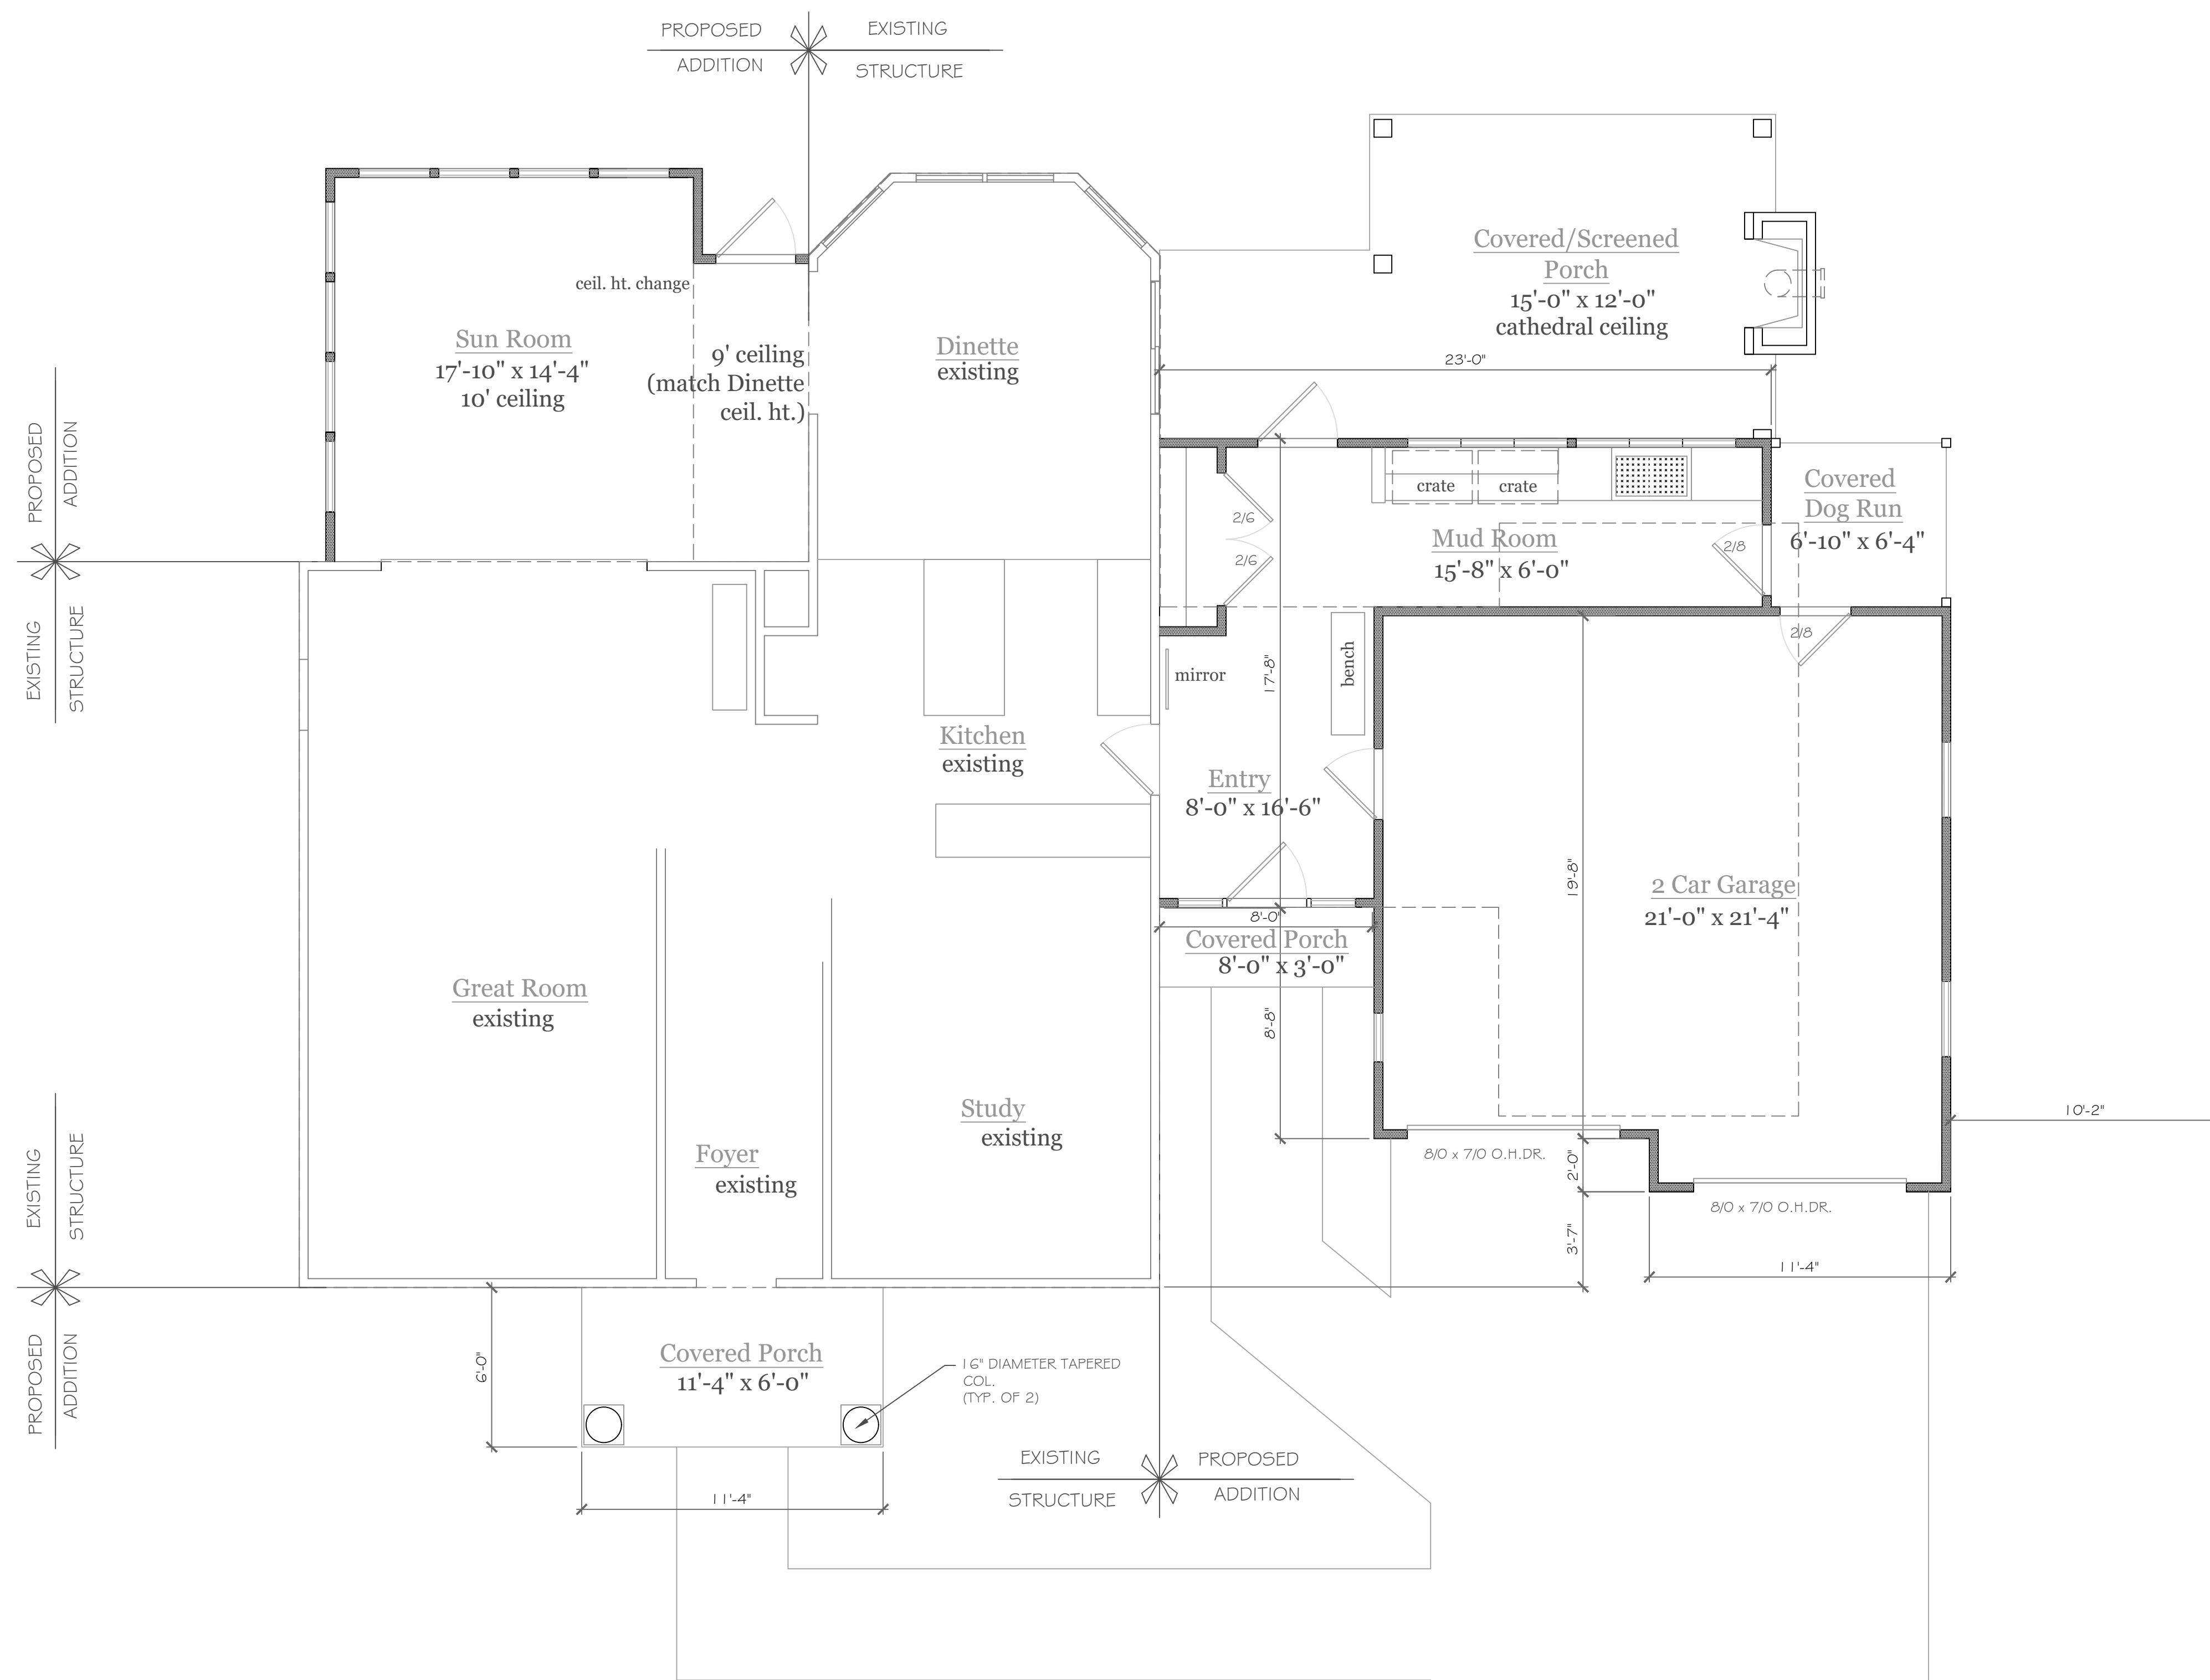 PROPOSED
ADDITION
EXISTING
STRUCTURE
Covered/Screened
Porch
15'-0" x 12'-0"
cathedral ceiling
23'-0"
ceil. ht. change
Sun Room
17'-10" x 14'-4"
10' ceiling
9' ceiling
(match Dinette
ceil. ht.)
Dinette
existing
PROPOSED
ADDITION
EXISTING
STRUCTURE
crate
crate
2/6
2/6
Mud Room
15'-8" x 6'-0"
2/8
Covered
Dog Run
6'-10" x 6'-4"
2/8
mirror
17'-8"
bench
Kitchen
existing
Entry
8'-0" x 16'-6"
19'-8"
2 Car Garage
21'-0" x 21'-4"
8'-0"
Covered Porch
8'-0" x 3'-0"
8'-8"
Great Room
existing
Study
existing
Foyer
existing
10'-2"
8/0 x 7/0 O.H.DR.
2'-0"
8/0 x 7/0 O.H.DR.
3'-7"
11'-4"
EXISTING
STRUCTURE
PROPOSED
ADDITION
6'-0"
Covered Porch
11'-4" x 6'-0"
16" DIAMETER TAPERED
COL.
(TYP. OF 2)
11'-4"
EXISTING
STRUCTURE
PROPOSED
ADDITION